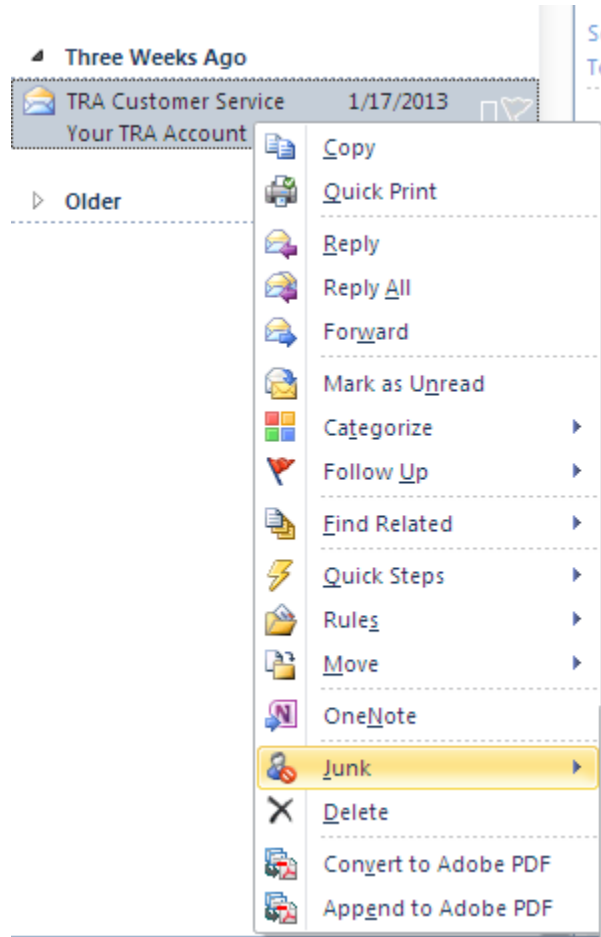 Three Weeks Ago
TRA Customer Service 1/17/2013
Your TRA Account
Older
Copy
Quick Print
Reply
Reply All
Forward
Mark as Unread
Categorize
Follow Up
Find Related
Quick Steps
Rules
Move
OneNote
Junk
Delete
Convert to Adobe PDF
Append to Adobe PDF